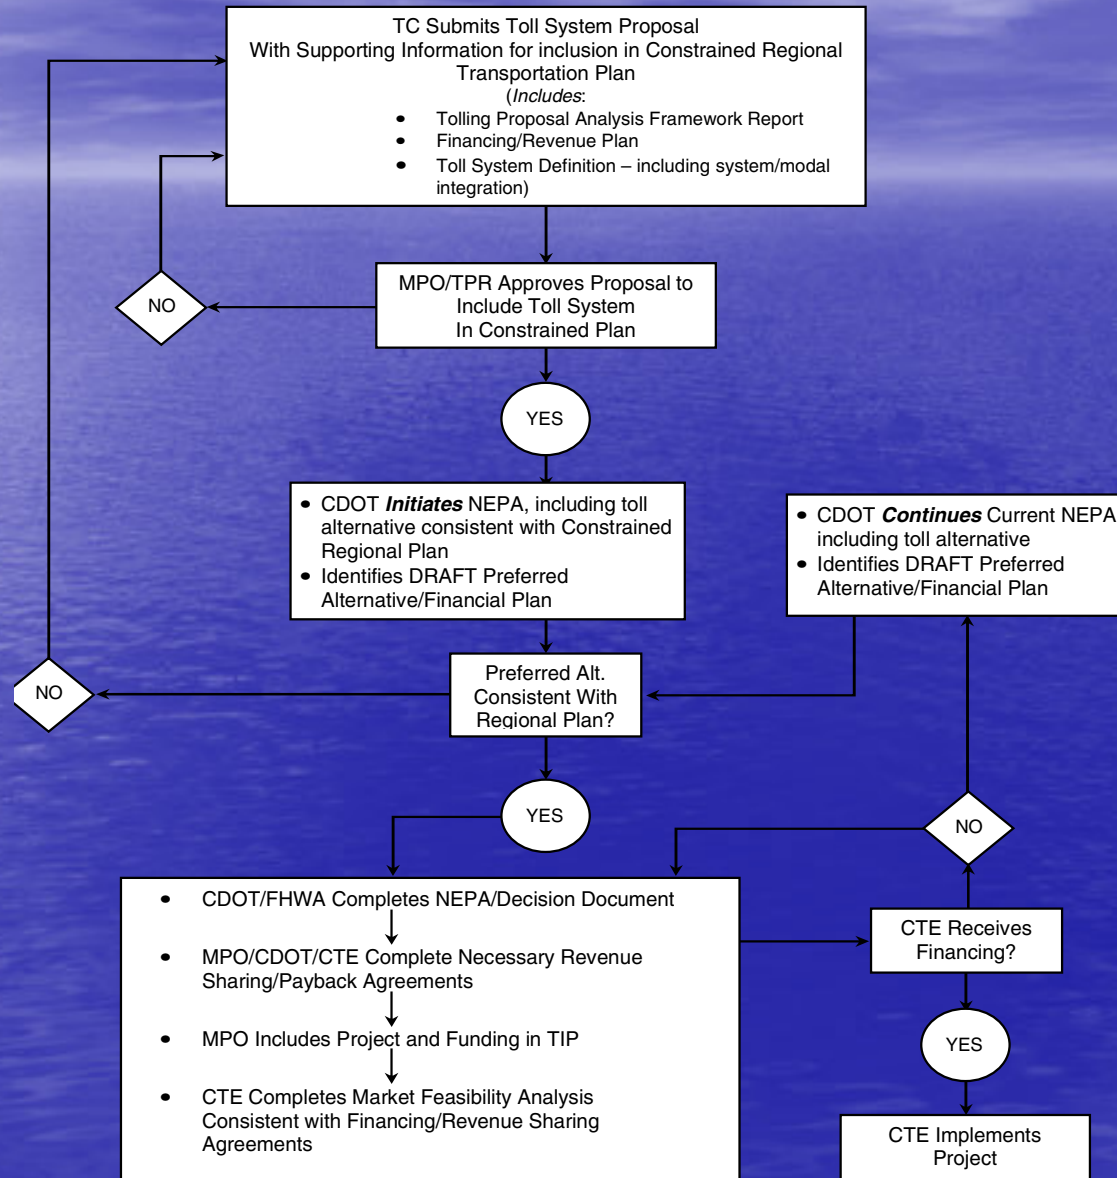 TC Submits Toll System Proposal
With Supporting Information for inclusion in Constrained Regional
Transportation Plan
(Includes:
• Tolling Proposal Analysis Framework Report
• Financing/Revenue Plan
• Toll System Definition – including system/modal
integration)
NO
MPO/TPR Approves Proposal to
Include Toll System
In Constrained Plan
YES
• CDOT Initiates NEPA, including toll
alternative consistent with Constrained
Regional Plan
• Identifies DRAFT Preferred
Alternative/Financial Plan
• CDOT Continues Current NEPA
including toll alternative
• Identifies DRAFT Preferred
Alternative/Financial Plan
NO
Preferred Alt.
Consistent With
Regional Plan?
YES
NO
• CDOT/FHWA Completes NEPA/Decision Document
• MPO/CDOT/CTE Complete Necessary Revenue
Sharing/Payback Agreements
• MPO Includes Project and Funding in TIP
• CTE Completes Market Feasibility Analysis
Consistent with Financing/Revenue Sharing
Agreements
CTE Receives
Financing?
YES
CTE Implements
Project